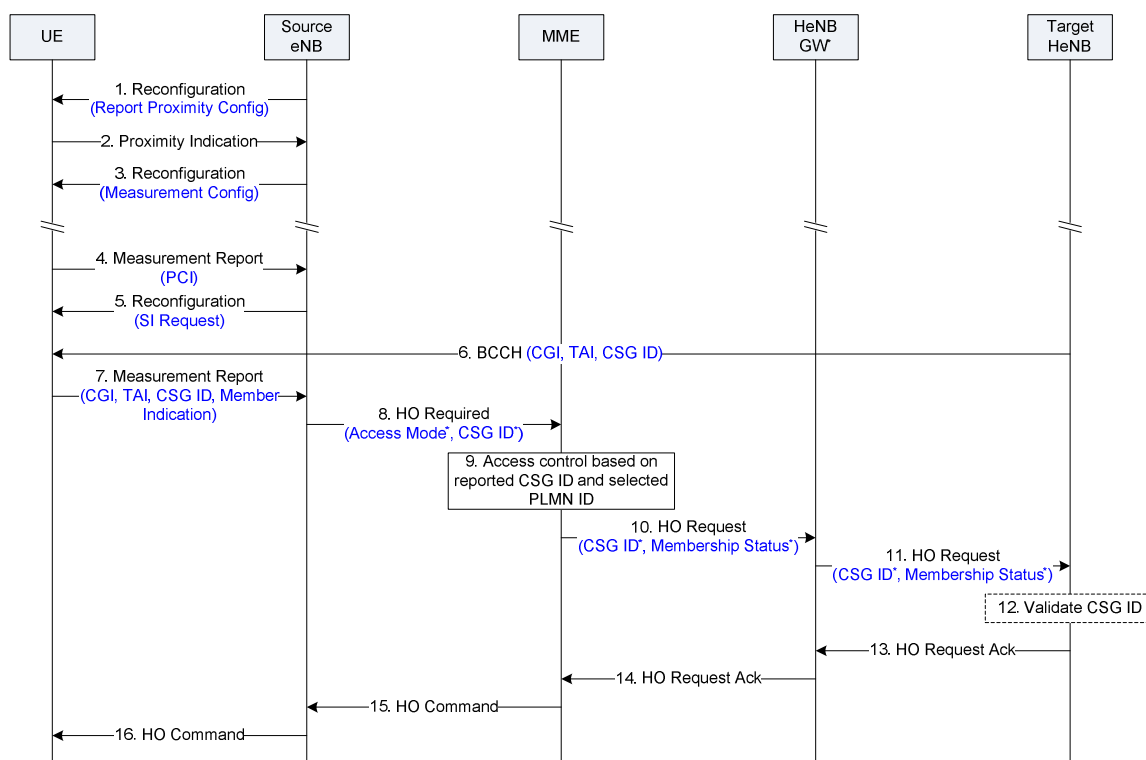 UE
Source
eNB
MME
HeNB
GW*
Target
HeNB
1. Reconfiguration
(Report Proximity Config)
2. Proximity Indication
3. Reconfiguration
(Measurement Config)
4. Measurement Report
(PCI)
5. Reconfiguration
(SI Request)
6. BCCH (CGI, TAI, CSG ID)
7. Measurement Report
(CGI, TAI, CSG ID, Member
Indication)
8. HO Required
(Access Mode*, CSG ID*)
9. Access control based on
reported CSG ID and selected
PLMN ID
10. HO Request
(CSG ID*, Membership Status*)
11. HO Request
(CSG ID*, Membership Status*)
12. Validate CSG ID
13. HO Request Ack
14. HO Request Ack
15. HO Command
16. HO Command